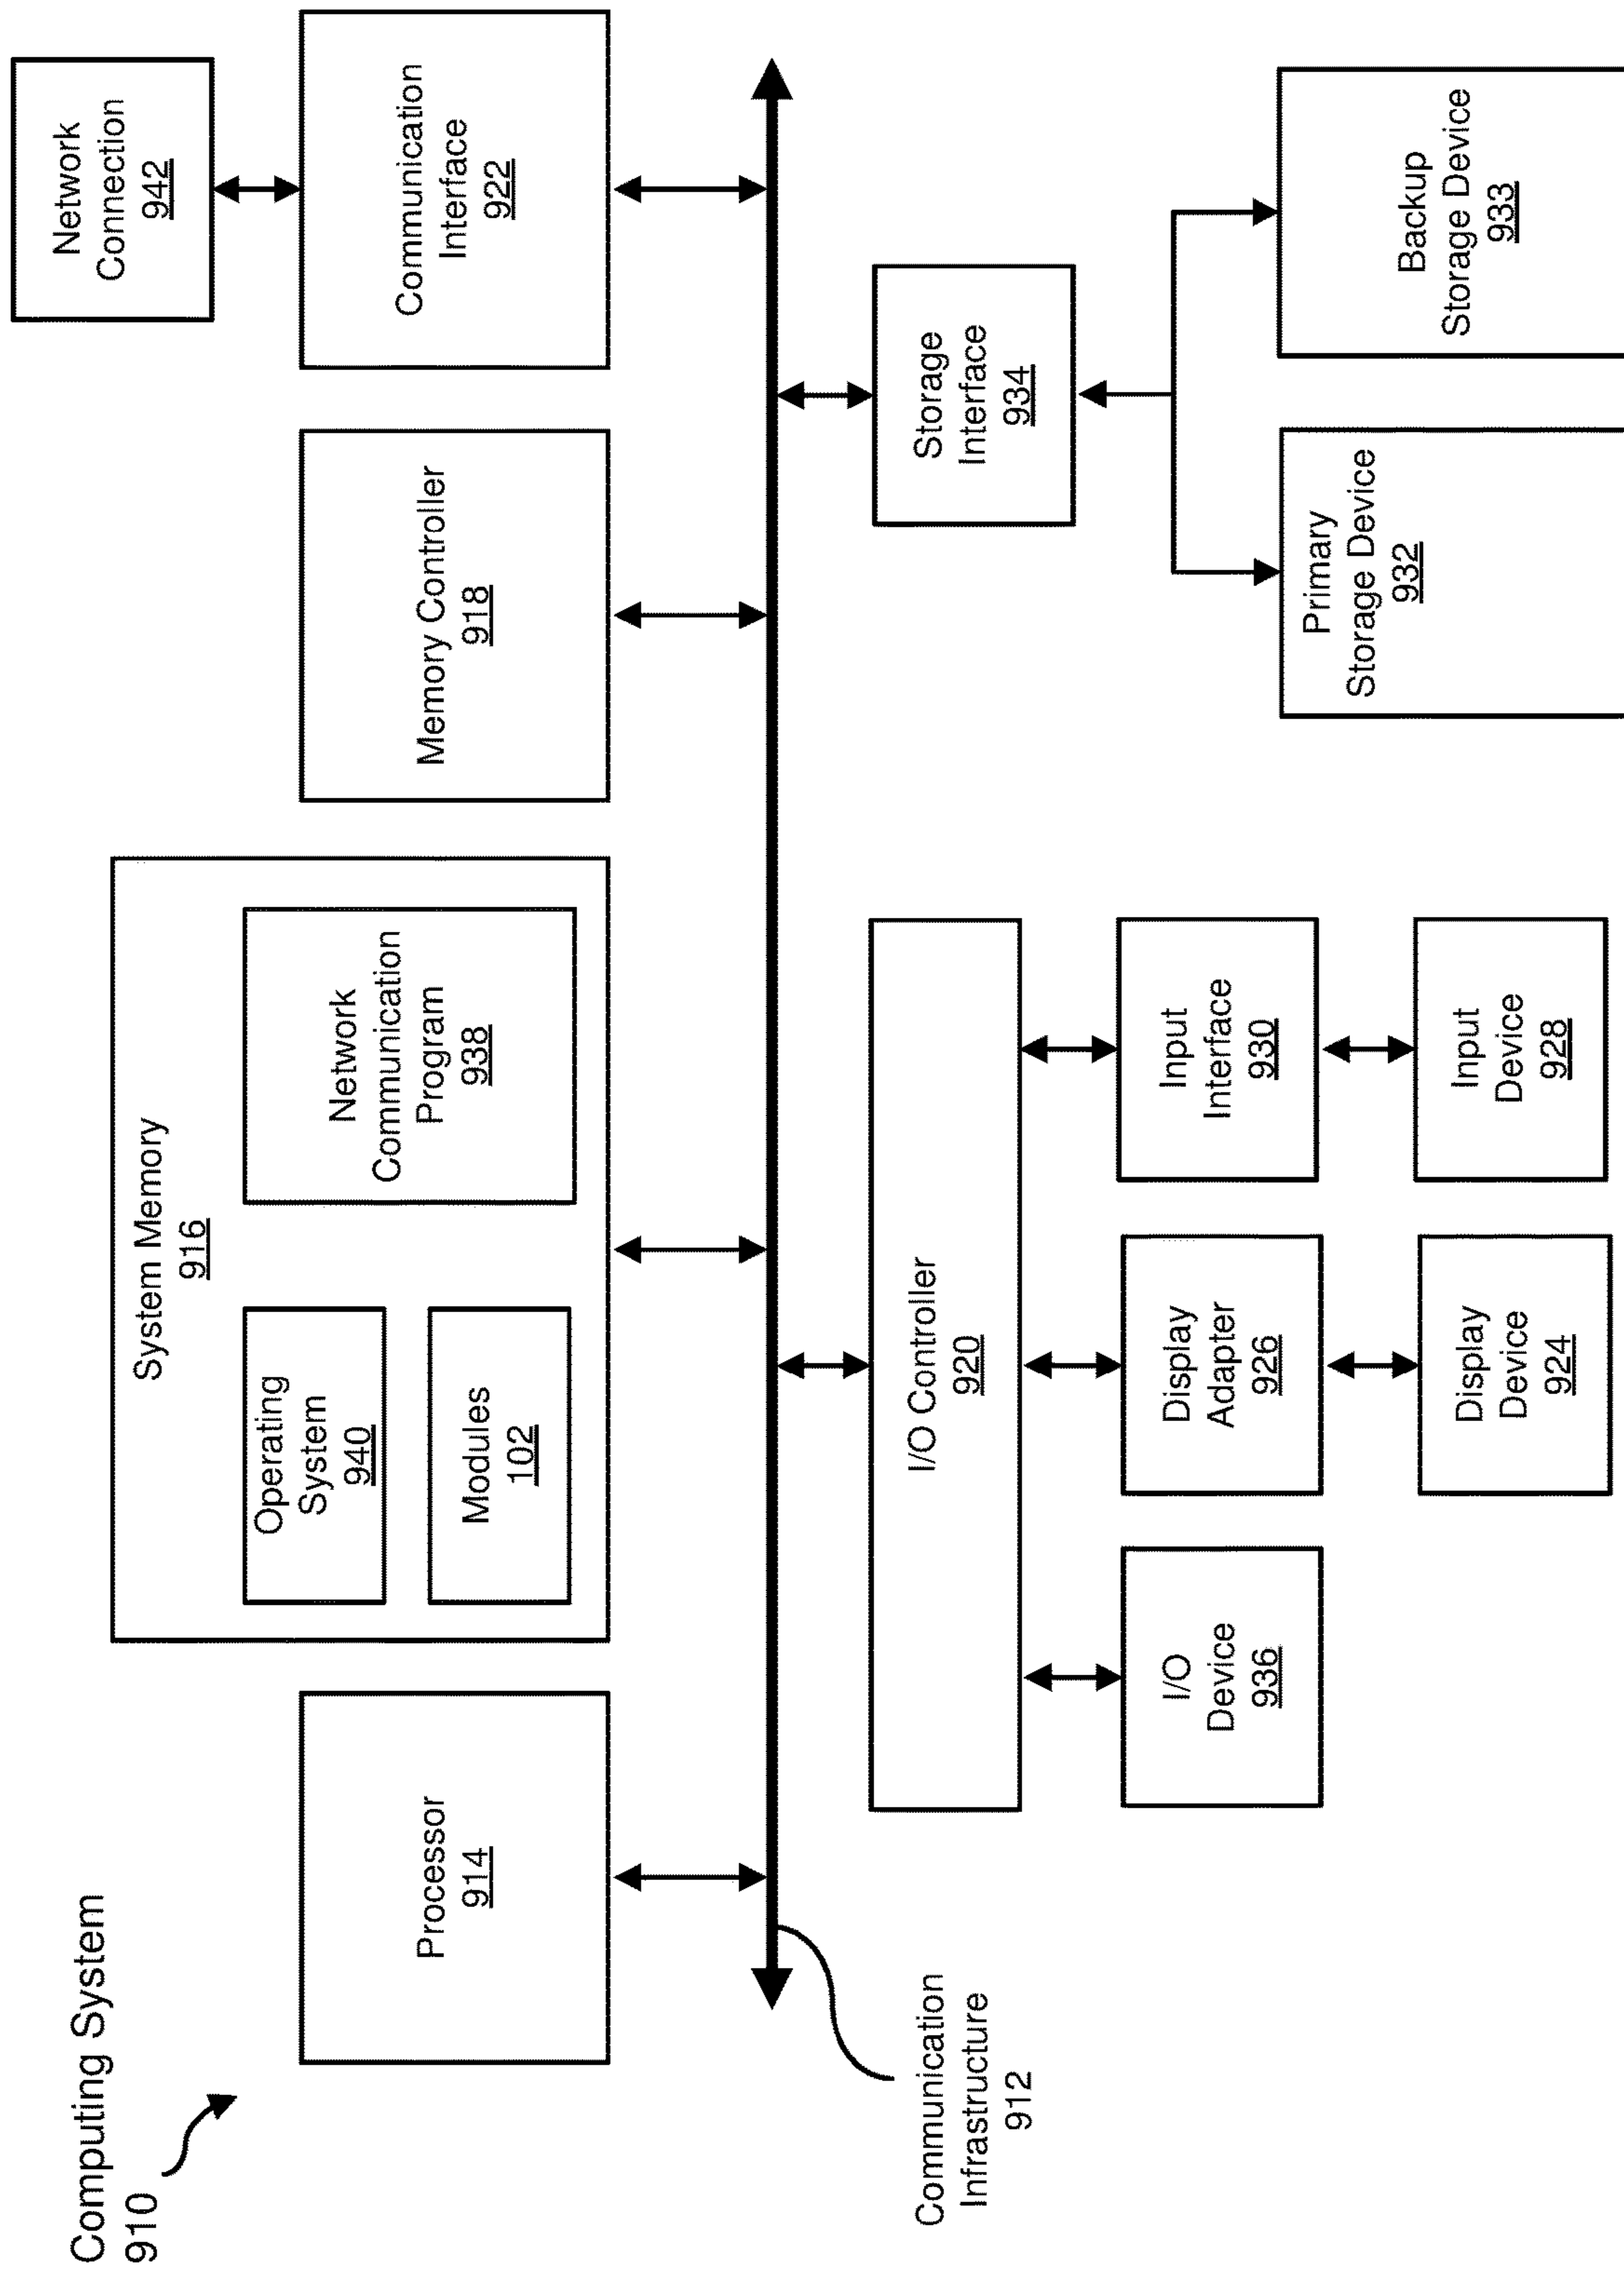 Computing System
910
Processor
914
System Memory
916
Operating
System
940
Modules
102
Network
Communication
Program
938
Memory Controller
918
Communication
Interface
922
Network
Connection
942
Communication
Infrastructure
912
I/O Controller
920
I/O
Device
936
Display
Adapter
926
Input
Interface
930
Display
Device
924
Input
Device
928
Storage
Interface
934
Primary
Storage Device
932
Backup
Storage Device
933